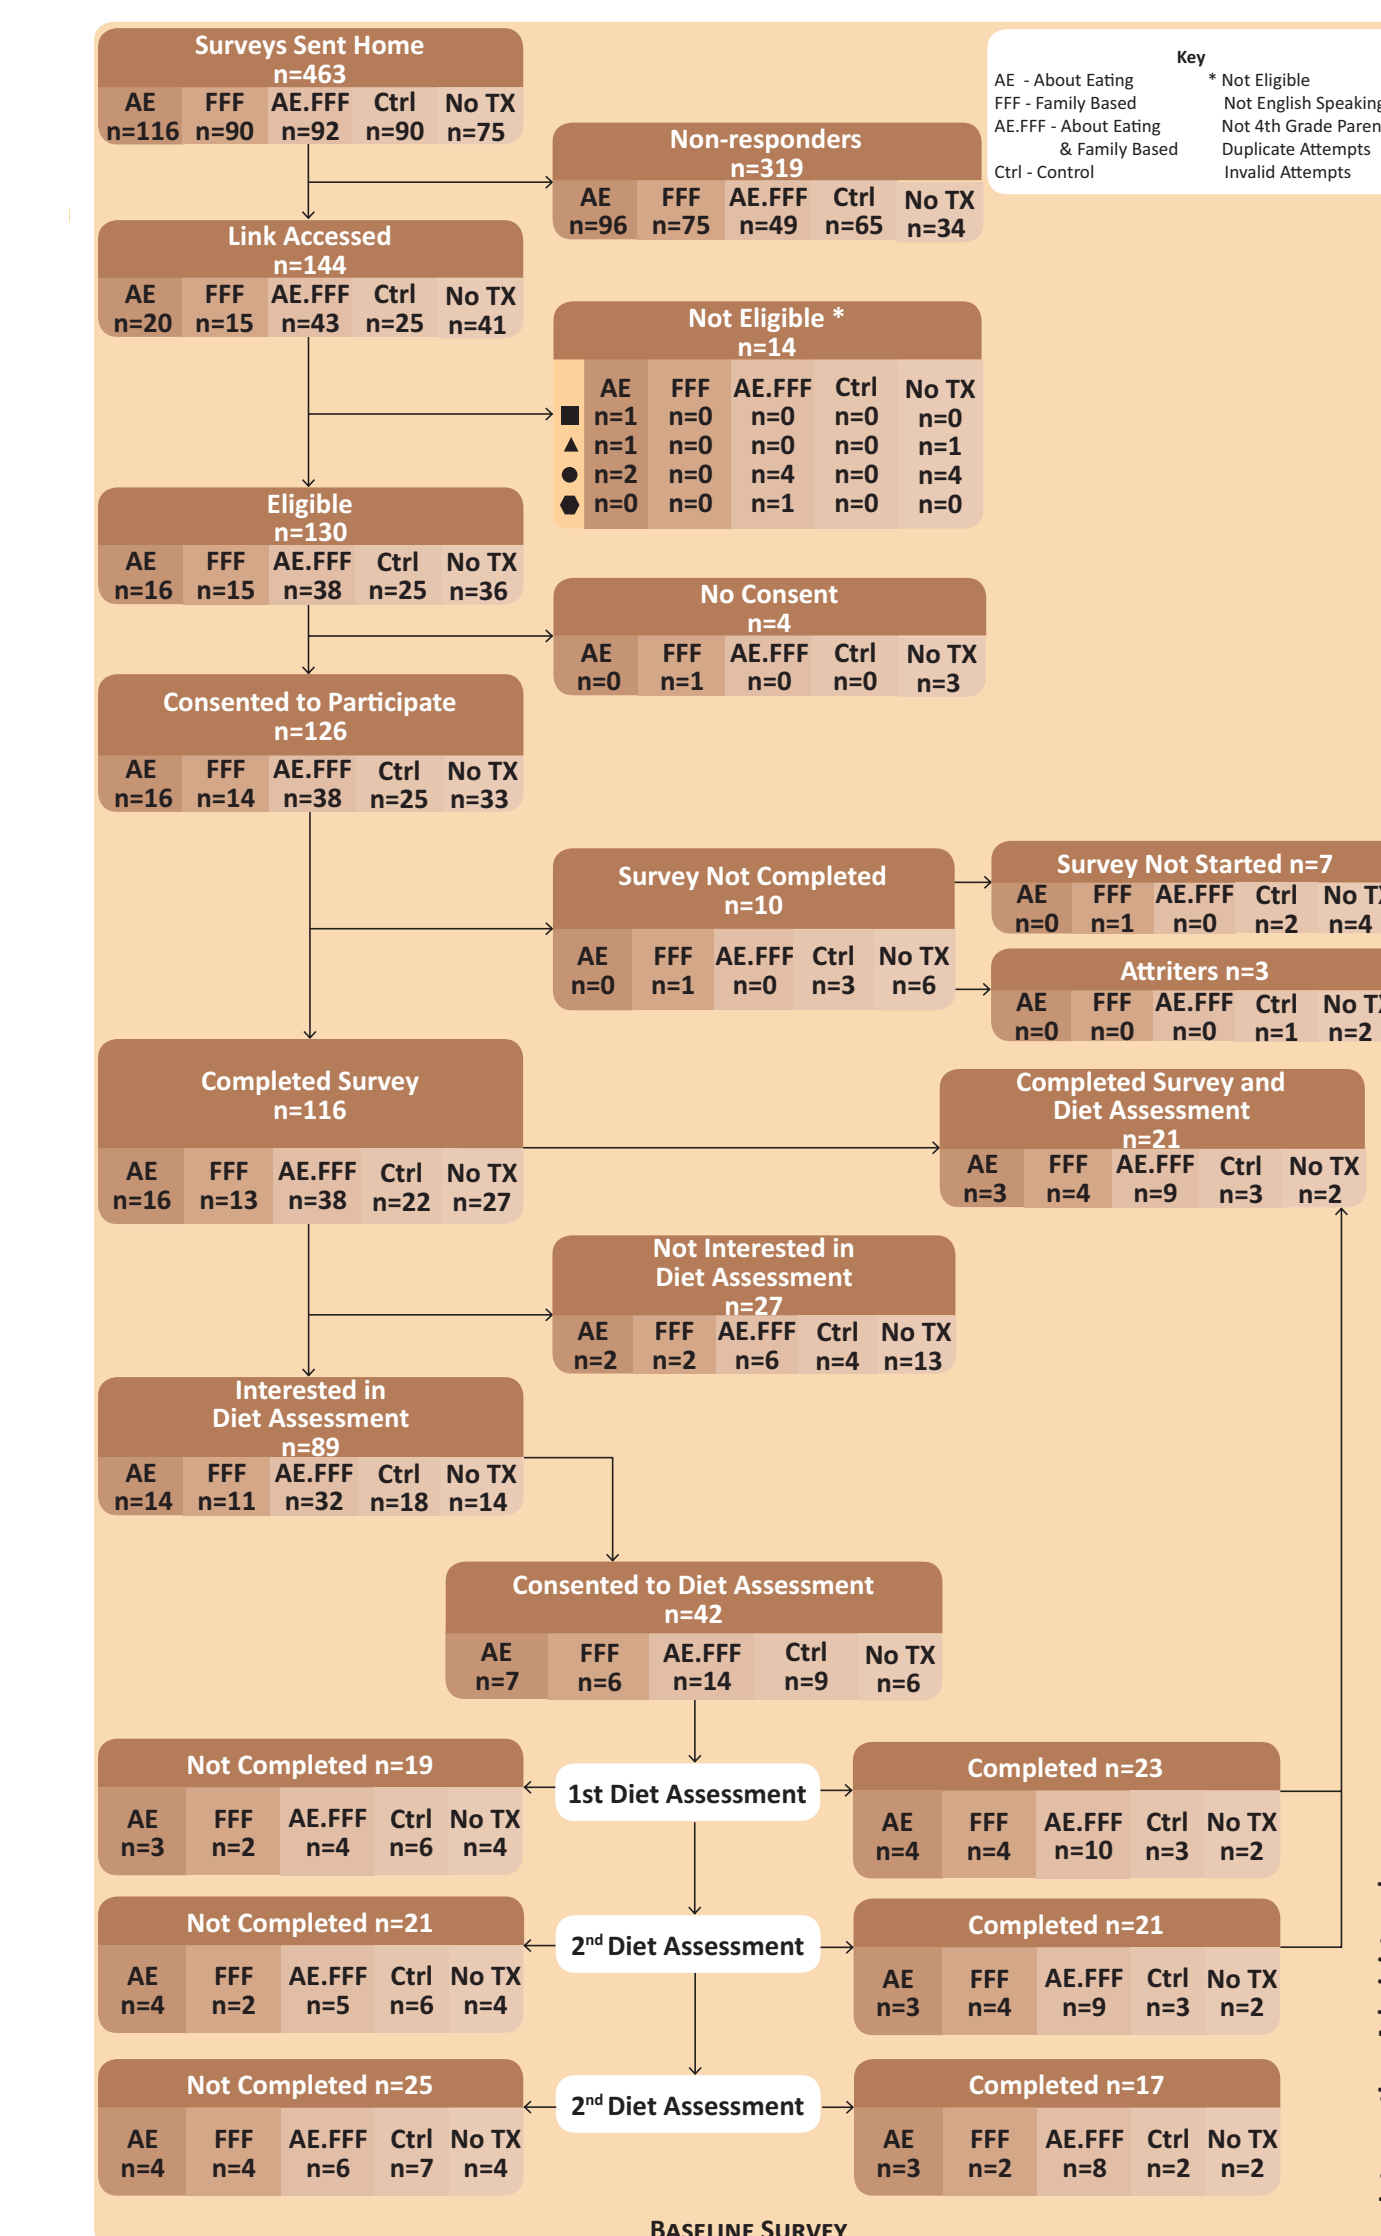 Surveys Sent Home
n=463
AE FFF AE.FFF Ctrl No TX
n=116 n=90 n=92 n=90 n=75
Key
AE - About Eating
FFF - Family Based
AE.FFF - About Eating
& Family Based
Ctrl - Control
* Not Eligible
Not English Speaking
Not 4th Grade Paren
Duplicate Attempts
Invalid Attempts
Non-responders
n=319
AE FFF AE.FFF Ctrl No TX
n=96 n=75 n=49 n=65 n=34
Link Accessed
n=144
AE FFF AE.FFF Ctrl No TX
n=20 n=15 n=43 n=25 n=41
Not Eligible *
n=14
AE FFF AE.FFF Ctrl No TX
■ n=1 n=0 n=0 n=0 n=0
▲ n=1 n=0 n=0 n=0 n=1
● n=2 n=0 n=4 n=0 n=4
⬣ n=0 n=0 n=1 n=0 n=0
Eligible
n=130
AE FFF AE.FFF Ctrl No TX
n=16 n=15 n=38 n=25 n=36
No Consent
n=4
AE FFF AE.FFF Ctrl No TX
n=0 n=1 n=0 n=0 n=3
Consented to Participate
n=126
AE FFF AE.FFF Ctrl No TX
n=16 n=14 n=38 n=25 n=33
Survey Not Completed
n=10
AE FFF AE.FFF Ctrl No TX
n=0 n=1 n=0 n=3 n=6
Survey Not Started n=7
AE FFF AE.FFF Ctrl No TX
n=0 n=1 n=0 n=2 n=4
Attriters n=3
AE FFF AE.FFF Ctrl No TX
n=0 n=0 n=0 n=1 n=2
Completed Survey
n=116
AE FFF AE.FFF Ctrl No TX
n=16 n=13 n=38 n=22 n=27
Completed Survey and
Diet Assessment
n=21
AE FFF AE.FFF Ctrl No TX
n=3 n=4 n=9 n=3 n=2
Not Interested in
Diet Assessment
n=27
AE FFF AE.FFF Ctrl No TX
n=2 n=2 n=6 n=4 n=13
Interested in
Diet Assessment
n=89
AE FFF AE.FFF Ctrl No TX
n=14 n=11 n=32 n=18 n=14
Consented to Diet Assessment
n=42
AE FFF AE.FFF Ctrl No TX
n=7 n=6 n=14 n=9 n=6
Not Completed n=19
AE FFF AE.FFF Ctrl No TX
n=3 n=2 n=4 n=6 n=4
1st Diet Assessment
Completed n=23
AE FFF AE.FFF Ctrl No TX
n=4 n=4 n=10 n=3 n=2
Not Completed n=21
AE FFF AE.FFF Ctrl No TX
n=4 n=2 n=5 n=6 n=4
2nd Diet Assessment
Completed n=21
AE FFF AE.FFF Ctrl No TX
n=3 n=4 n=9 n=3 n=2
Not Completed n=25
AE FFF AE.FFF Ctrl No TX
n=4 n=4 n=6 n=7 n=4
2nd Diet Assessment
Completed n=17
AE FFF AE.FFF Ctrl No TX
n=3 n=2 n=8 n=2 n=2
BASELINE SURVEY